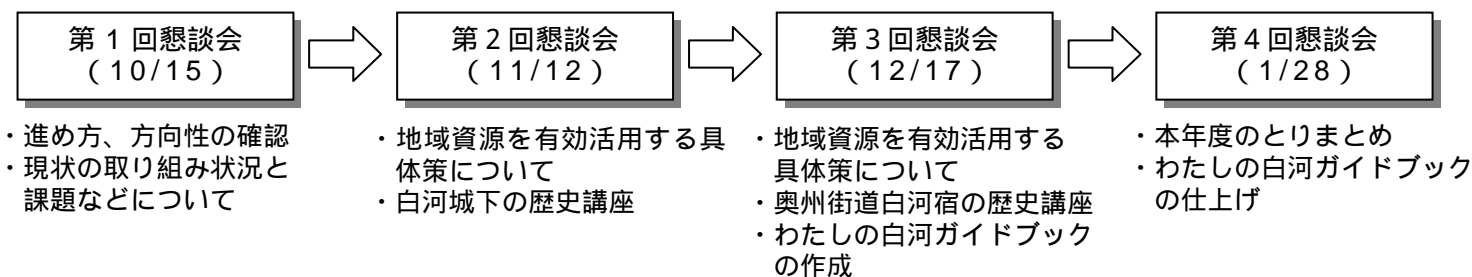 第1回懇談会
(10/15)
・進め方、方向性の確認
・現状の取り組み状況と
課題などについて
第2回懇談会
(11/12)
・地域資源を有効活用する具
体策について
・白河城下の歴史講座
第3回懇談会
(12/17)
・地域資源を有効活用する
具体策について
・奥州街道白河宿の歴史講座
・わたしの白河ガイドブック
の作成
第4回懇談会
(1/28)
・本年度のとりまとめ
・わたしの白河ガイドブック
の仕上げ